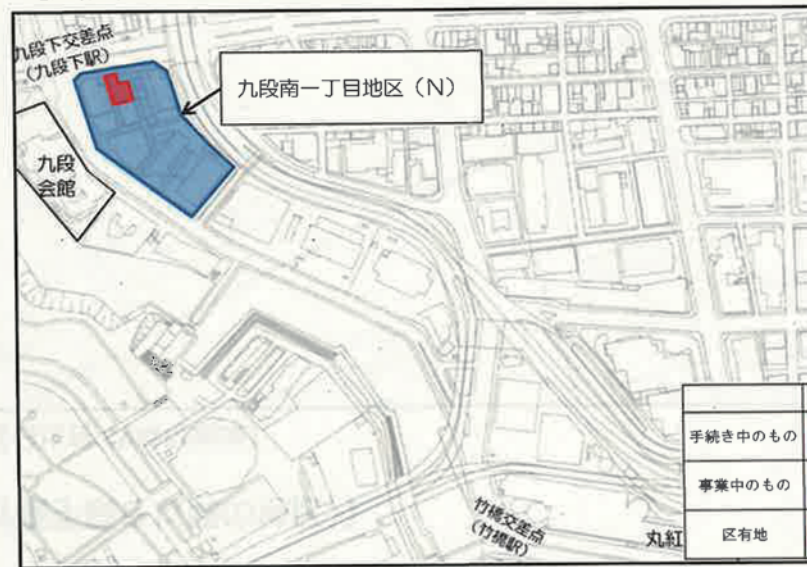 九段下交差点
(九段下駅)
九段南一丁目地区（N）
九段
会館
手続き中のもの
事業中のもの
区有地
竹橋交差点
(竹橋駅)
丸紅